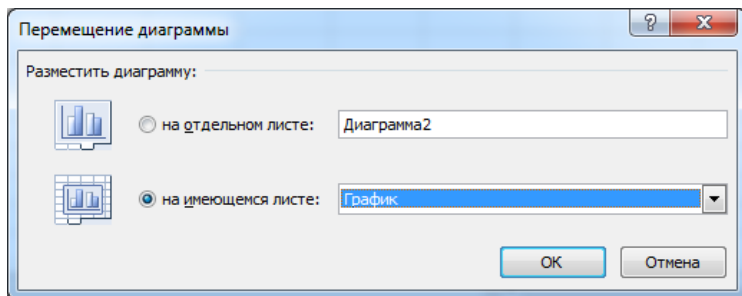 Перемещение диаграммы
Разместить диаграмму:
на отдельном листе: Диаграмма2
на имеющемся листе: График
ОК Отмена